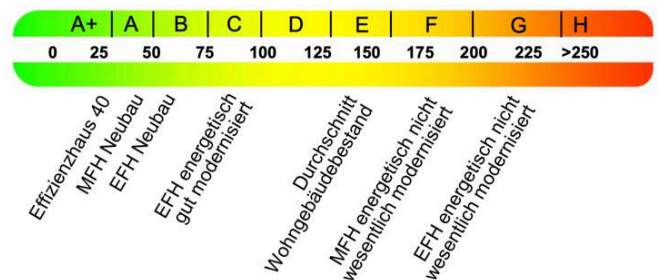 A+ A B C D E F G H
0 25 50 75 100 125 150 175 200 225 >250
Effizienzhaus 40
MFH Neubau
EFH Neubau
EFH energetisch
gut modernisiert
Durchschnitt
Wohngebäudebestand
MFH energetisch nicht
wesentlich modernisiert
EFH energetisch nicht
wesentlich modernisiert